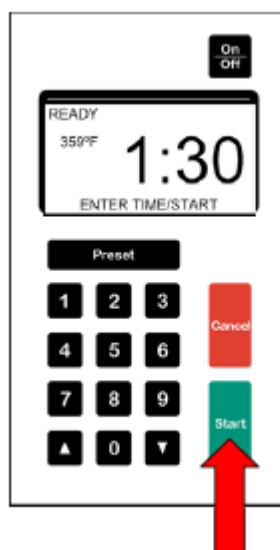 On
Off
READY
359°F
1:30
ENTER TIME/START
Preset
1 2 3
Cancel
4 5 6
7 8 9
Start
▲ 0 ▼